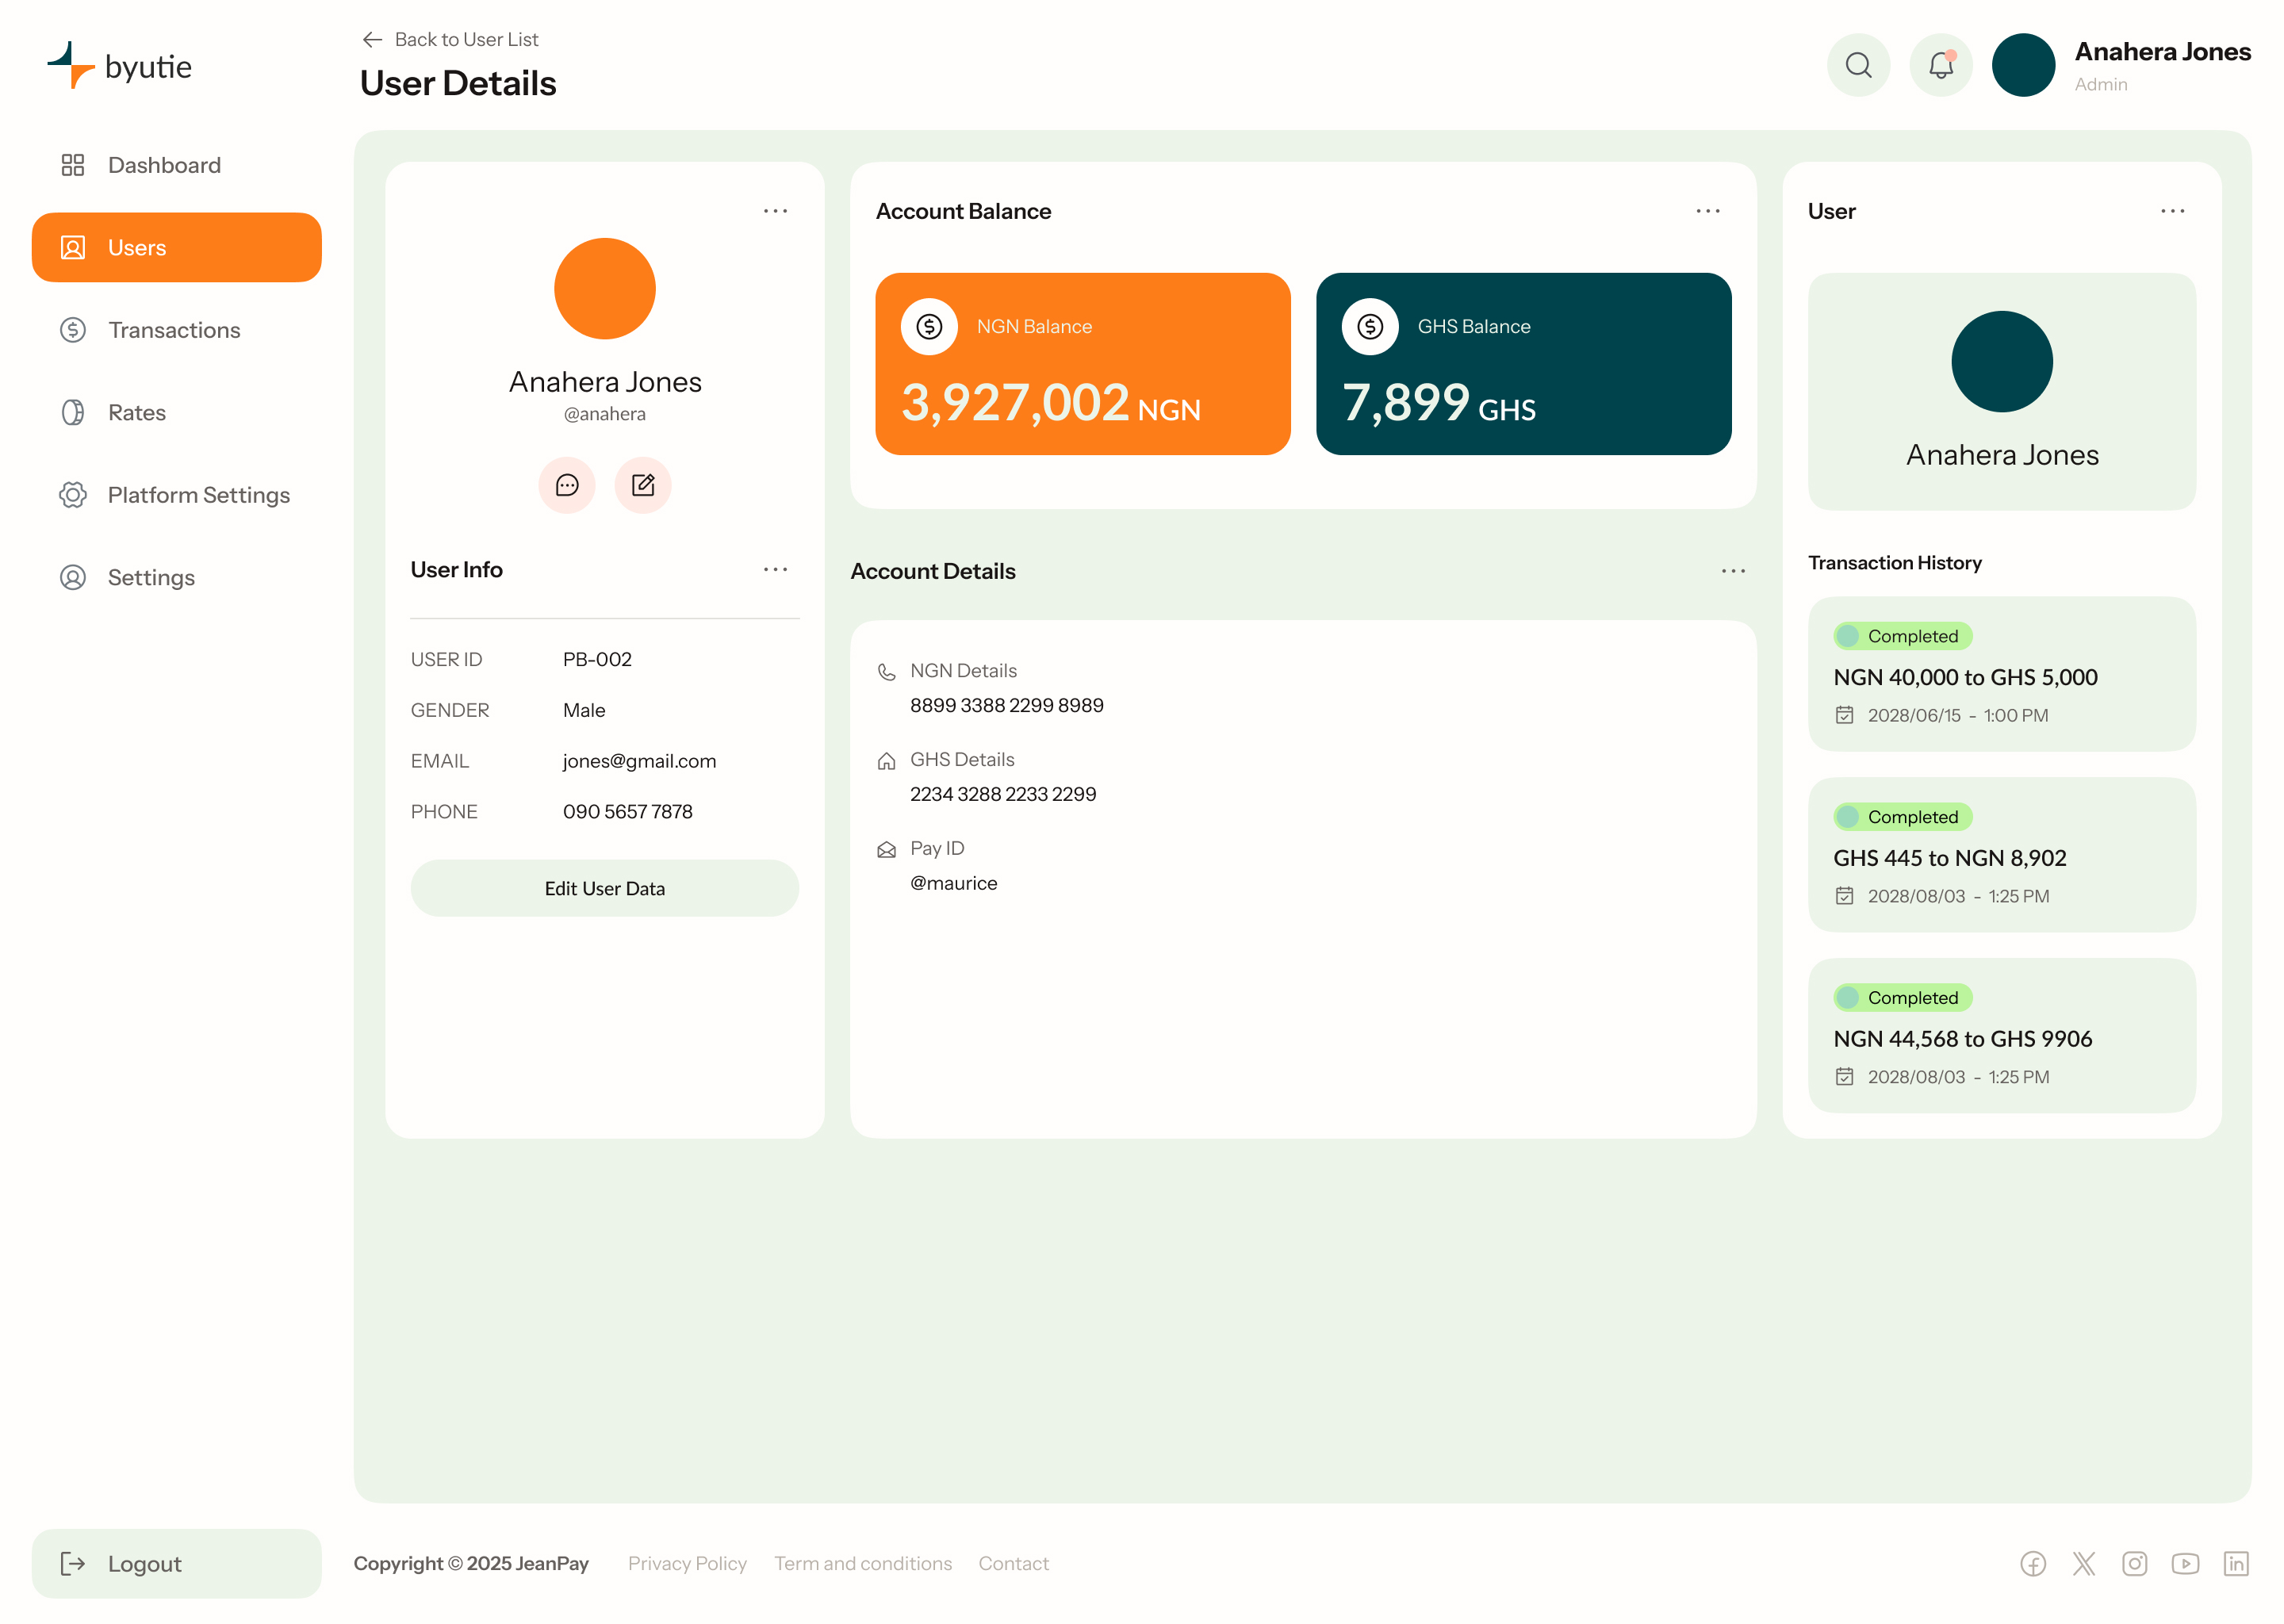 byutie
Dashboard
Users
Transactions
Rates
Platform Settings
Settings
Logout
Back to User List
User Details
Anahera Jones
Admin
Anahera Jones
@anahera
User Info
USER ID PB-002
GENDER Male
EMAIL jones@gmail.com
PHONE 090 5657 7878
Edit User Data
Account Balance
NGN Balance
3,927,002 NGN
GHS Balance
7,899 GHS
Account Details
NGN Details
8899 3388 2299 8989
GHS Details
2234 3288 2233 2299
Pay ID
@maurice
User
Anahera Jones
Transaction History
Completed
NGN 40,000 to GHS 5,000
2028/06/15 - 1:00 PM
Completed
GHS 445 to NGN 8,902
2028/08/03 - 1:25 PM
Completed
NGN 44,568 to GHS 9906
2028/08/03 - 1:25 PM
Copyright © 2025 JeanPay Privacy Policy Term and conditions Contact